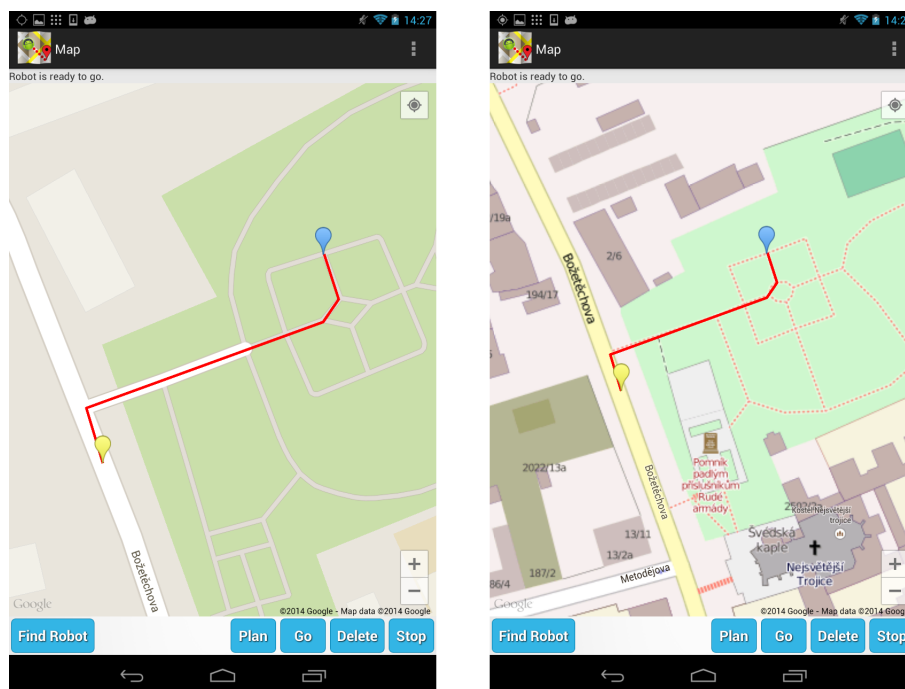 14:27
Map
Robot is ready to go.
Božetěchova
Google
©2014 Google - Map data ©2014 Google
Find Robot
Plan
Go
Delete
Stop
14:2
Map
Robot is ready to go.
/19a
2/6
Božetěchova
194/17
2022/13a
Božetěchova
Pomník
padlým
příslušníkům
Rudé
armády
13/11
13/2a
187/2
86/4
Metodějova
Kostel Nejsvětější
trojice
Švédská
kaple
Nejsvětější
Trojice
Google
©2014 Google - Map data ©2014 Goog
Find Robot
Plan
Go
Delete
Stop